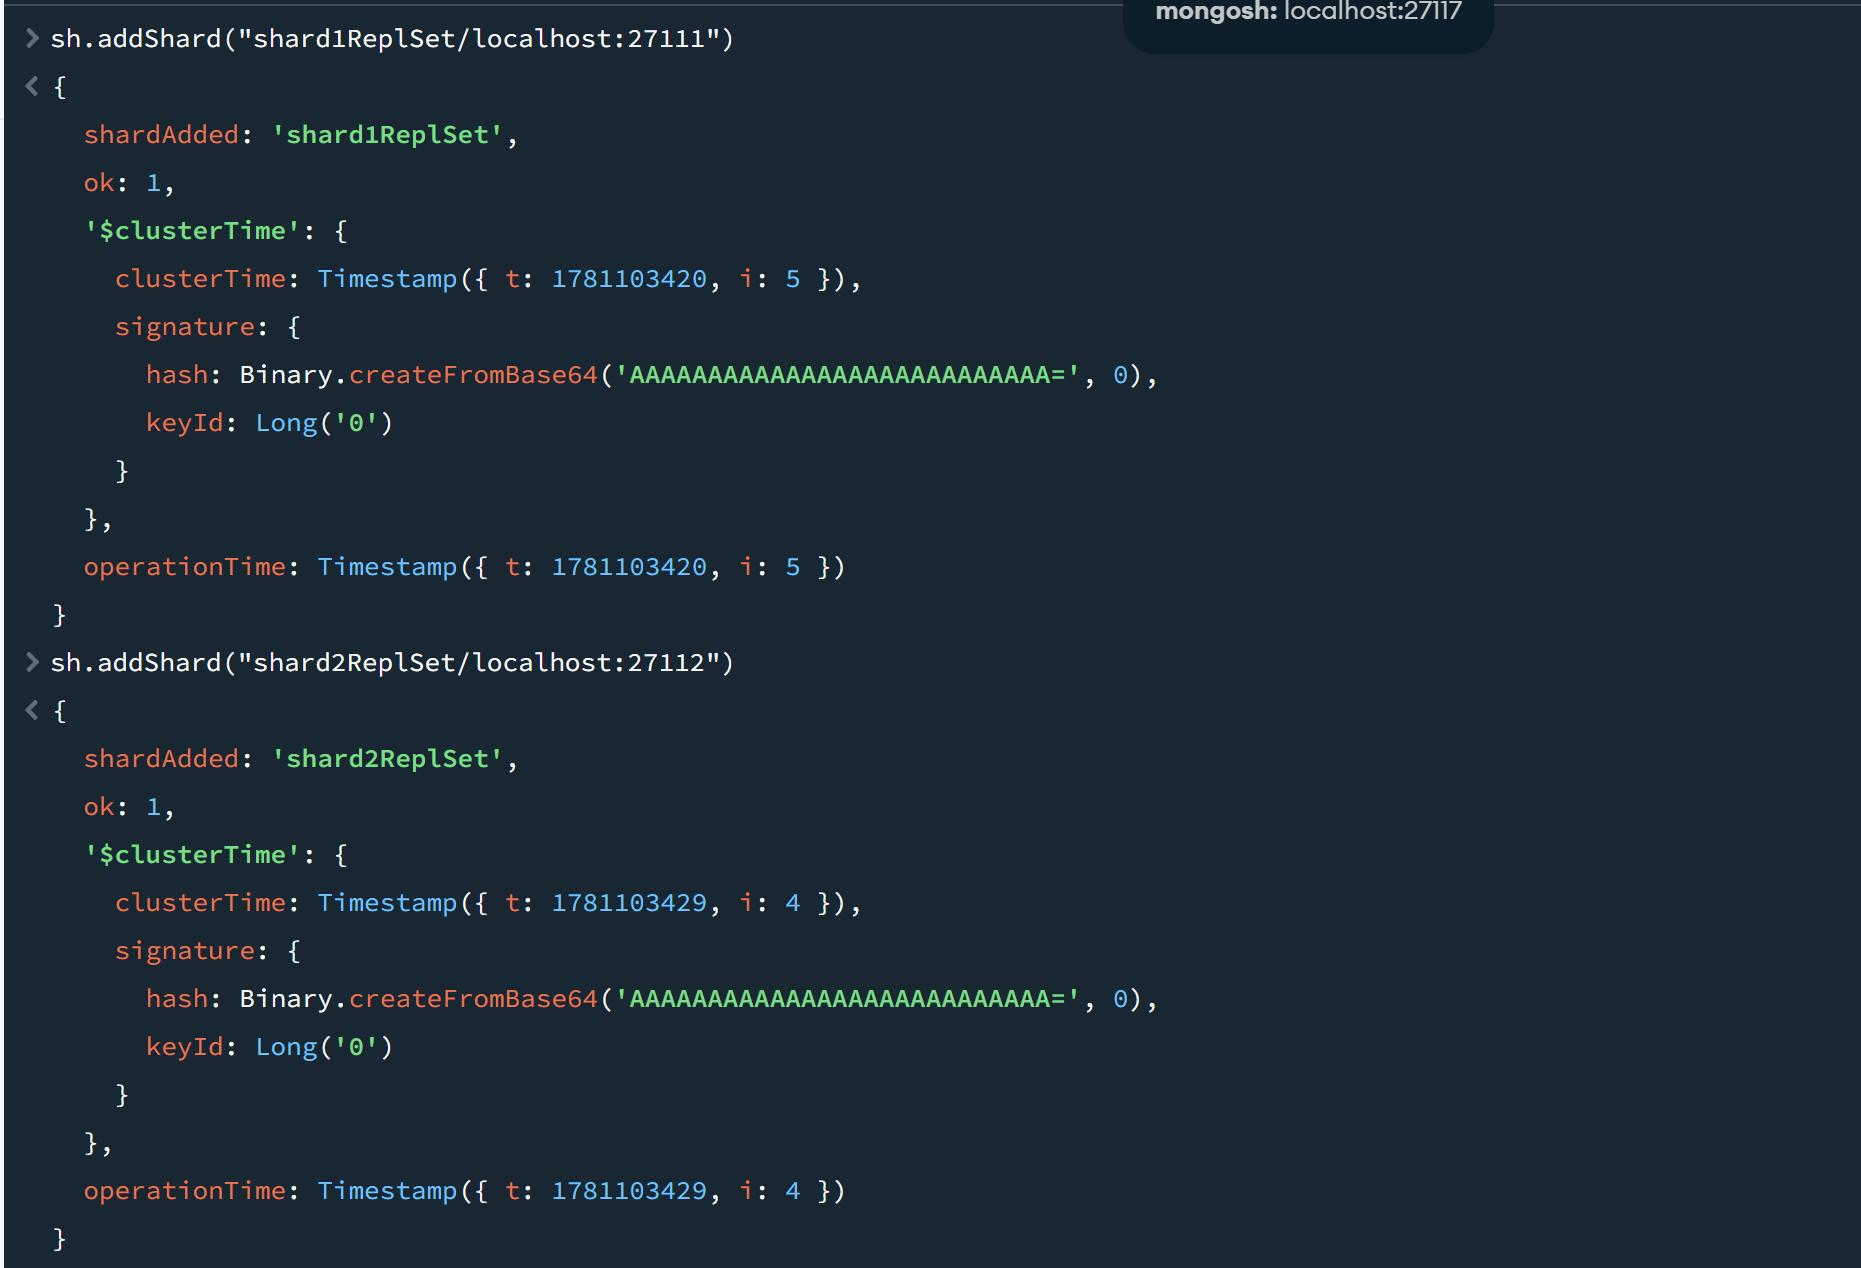 mongosh: localhost:27117
sh.addShard("shard1ReplSet/localhost:27111")
{
  shardAdded: 'shard1ReplSet',
  ok: 1,
  '$clusterTime': {
    clusterTime: Timestamp({ t: 1781103420, i: 5 }),
    signature: {
      hash: Binary.createFromBase64('AAAAAAAAAAAAAAAAAAAAAAAAAAA=', 0),
      keyId: Long('0')
    }
  },
  operationTime: Timestamp({ t: 1781103420, i: 5 })
}
sh.addShard("shard2ReplSet/localhost:27112")
{
  shardAdded: 'shard2ReplSet',
  ok: 1,
  '$clusterTime': {
    clusterTime: Timestamp({ t: 1781103429, i: 4 }),
    signature: {
      hash: Binary.createFromBase64('AAAAAAAAAAAAAAAAAAAAAAAAAAA=', 0),
      keyId: Long('0')
    }
  },
  operationTime: Timestamp({ t: 1781103429, i: 4 })
}